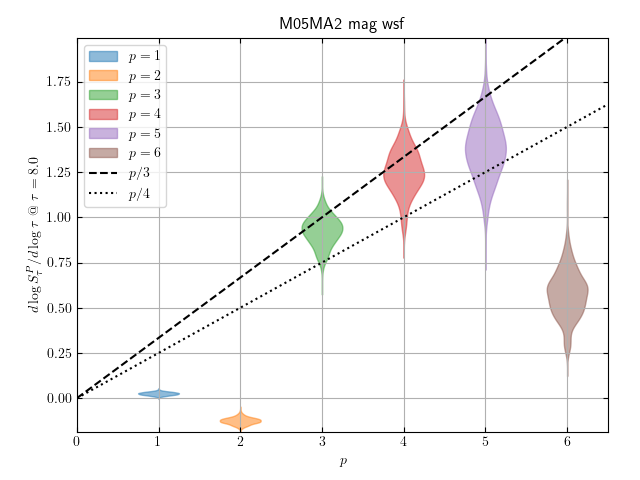 M05MA2 mag wsf
d log S_τ^P / d log τ @ τ = 8.0
1.75
1.50
1.25
1.00
0.75
0.50
0.25
0.00
p = 1
p = 2
p = 3
p = 4
p = 5
p = 6
p/3
p/4
0 1 2 3 4 5 6
p